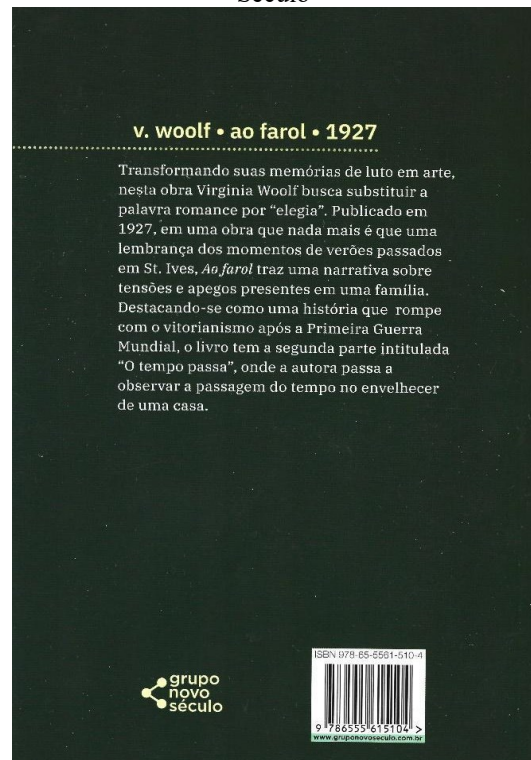 Século
v. woolf • ao farol • 1927
Transformando suas memórias de luto em arte,
nesta obra Virginia Woolf busca substituir a
palavra romance por “elegia”. Publicado em
1927, em uma obra que nada mais é que uma
lembrança dos momentos de verões passados
em St. Ives, Ao farol traz uma narrativa sobre
tensões e apegos presentes em uma família.
Destacando-se como uma história que rompe
com o vitorianismo após a Primeira Guerra
Mundial, o livro tem a segunda parte intitulada
“O tempo passa”, onde a autora passa a
observar a passagem do tempo no envelhecer
de uma casa.
grupo
novo
século
ISBN 978-65-5561-510-4
9 786555 615104 >
www.gruponovoseculo.com.br